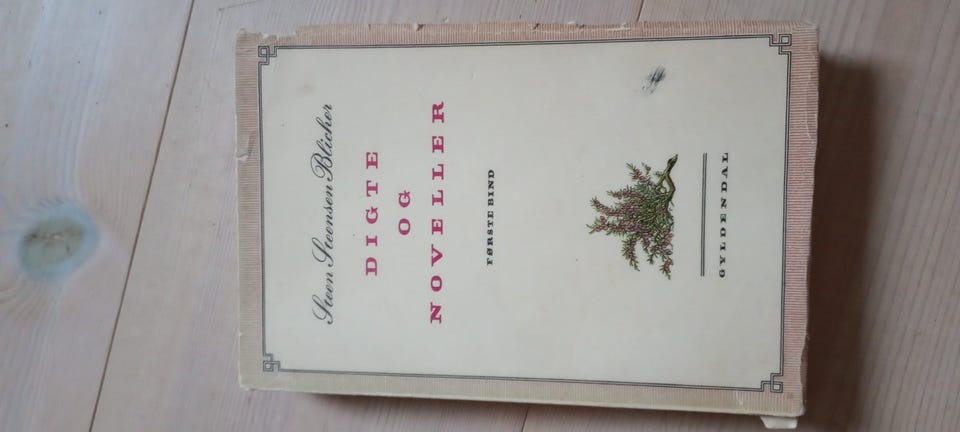 Steen Steensen Blicher
DIGTE
OG
NOVELLER
FØRSTE BIND
GYLDENDAL